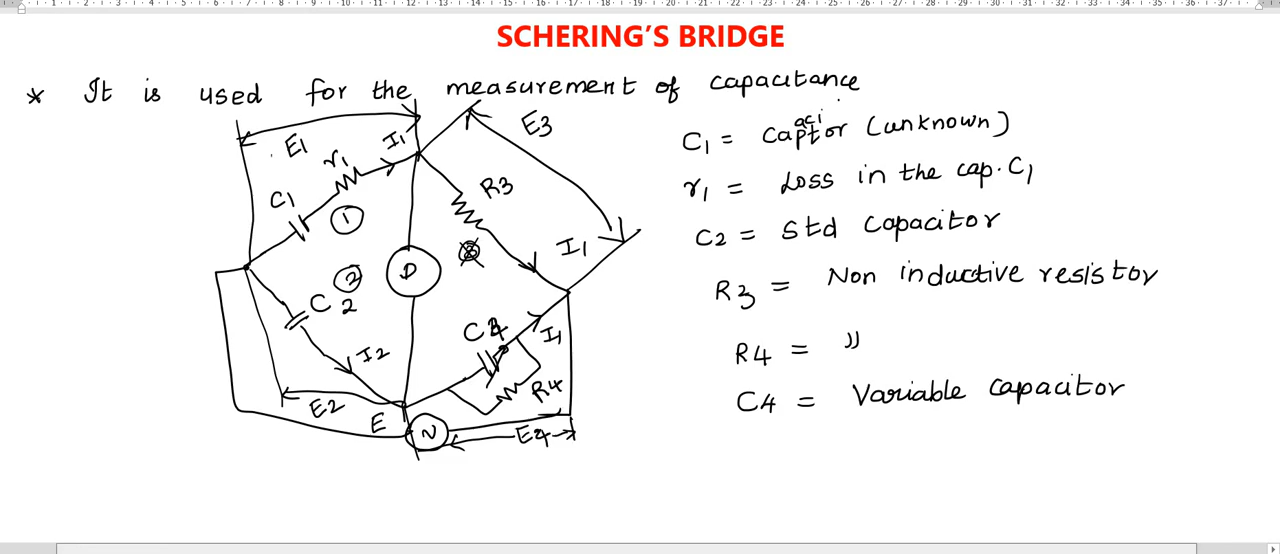 SCHERING'S BRIDGE
* It is used for the measurement of capacitance
E1
I1
E3
r1
C1
1
R3
D
I1
2
C2
I2
C4
I1
R4
E2
E
N
E4
C1 = Capacitor (unknown)
r1 = Loss in the cap. C1
C2 = Std capacitor
R3 = Non inductive resistor
R4 = "
C4 = Variable capacitor